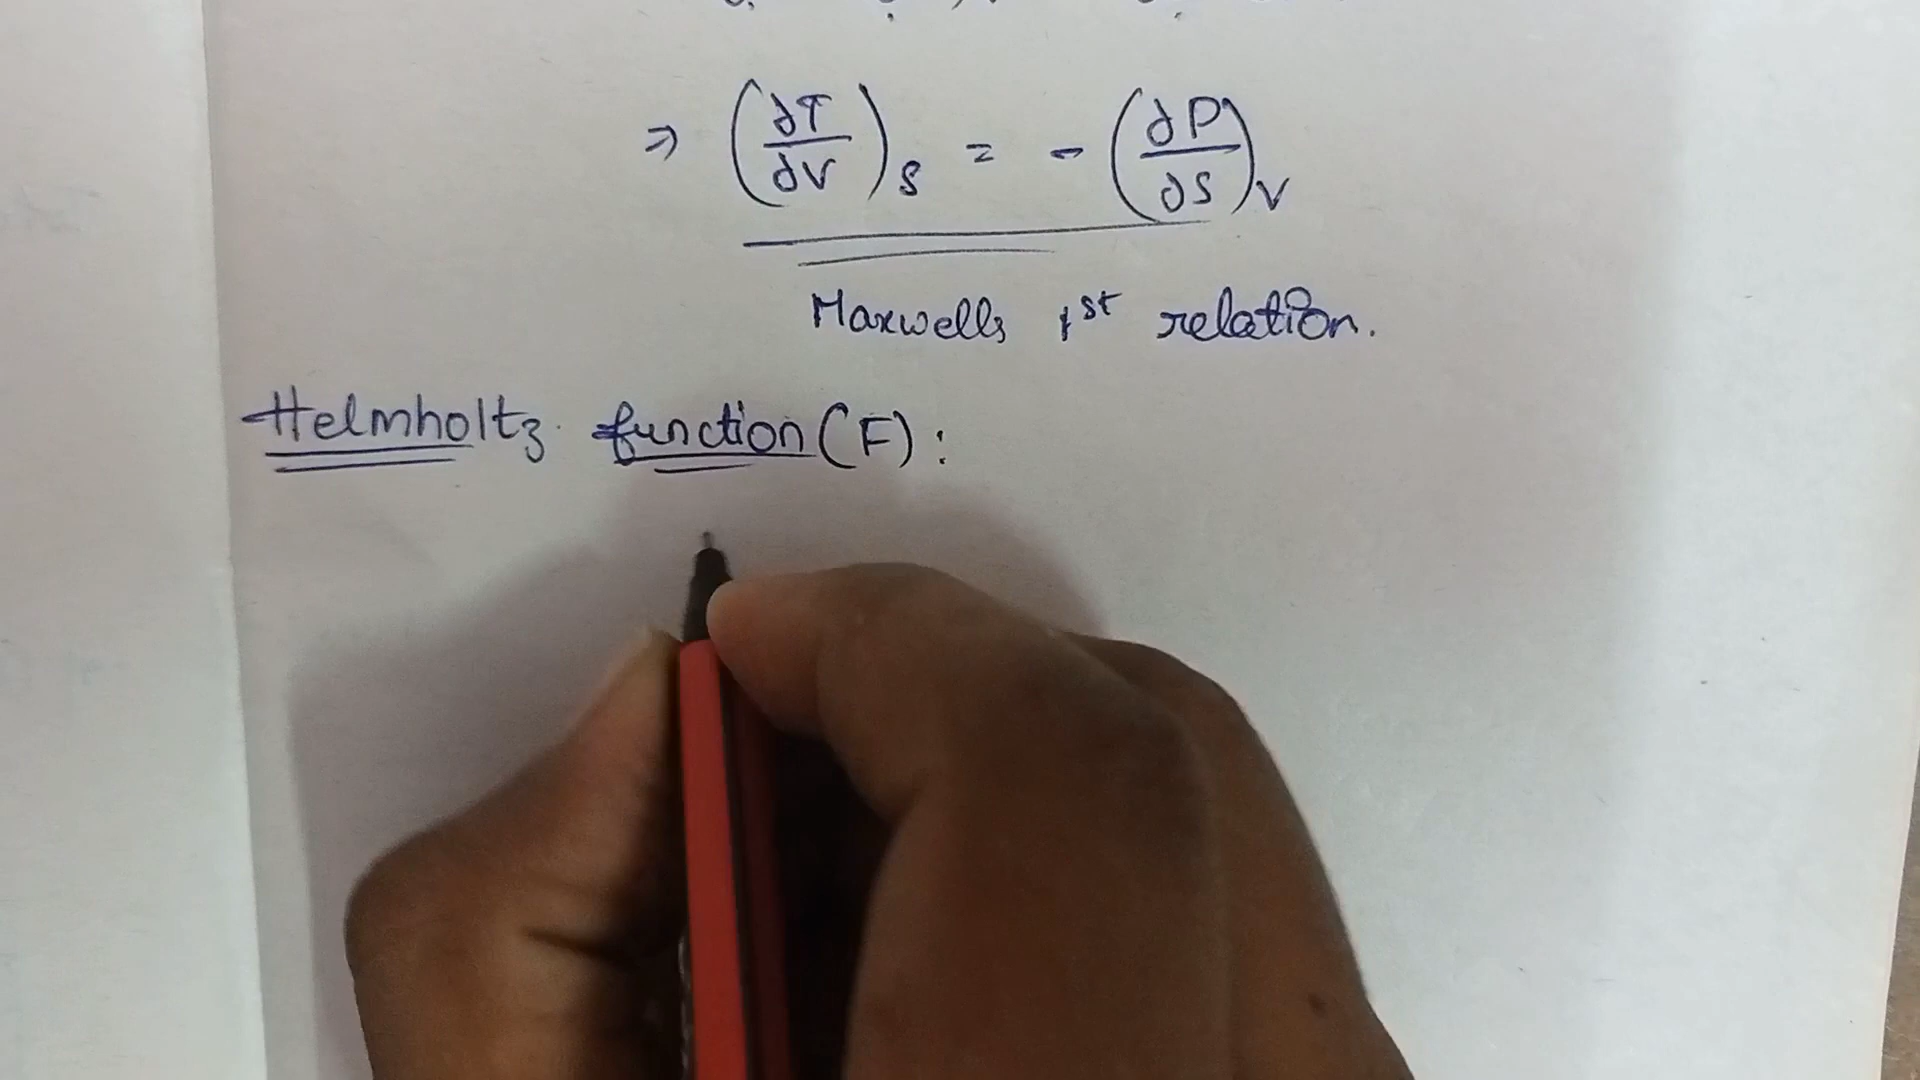 ⇒ (∂T/∂V)s = - (∂P/∂S)v
Maxwells 1st relation.
Helmholtz function (F) :